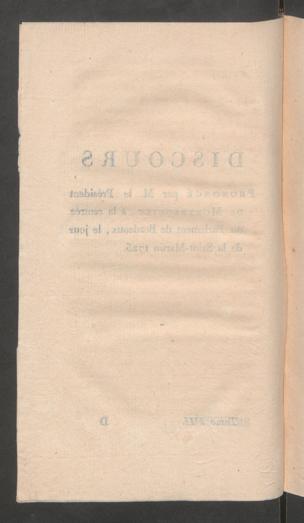 DISCOURS
PRONONCÉ par M. le Président
DE MONTESQUIEU, à la rentrée
du Parlement de Bordeaux, le jour
de la Saint-Martin 1725.
Tome D